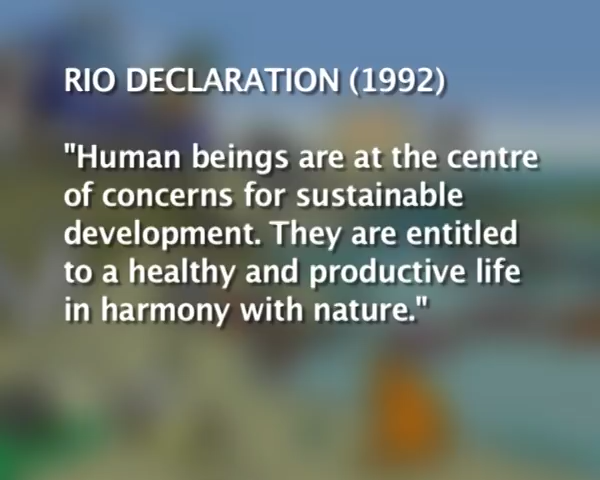 RIO DECLARATION (1992)
"Human beings are at the centre
of concerns for sustainable
development. They are entitled
to a healthy and productive life
in harmony with nature."